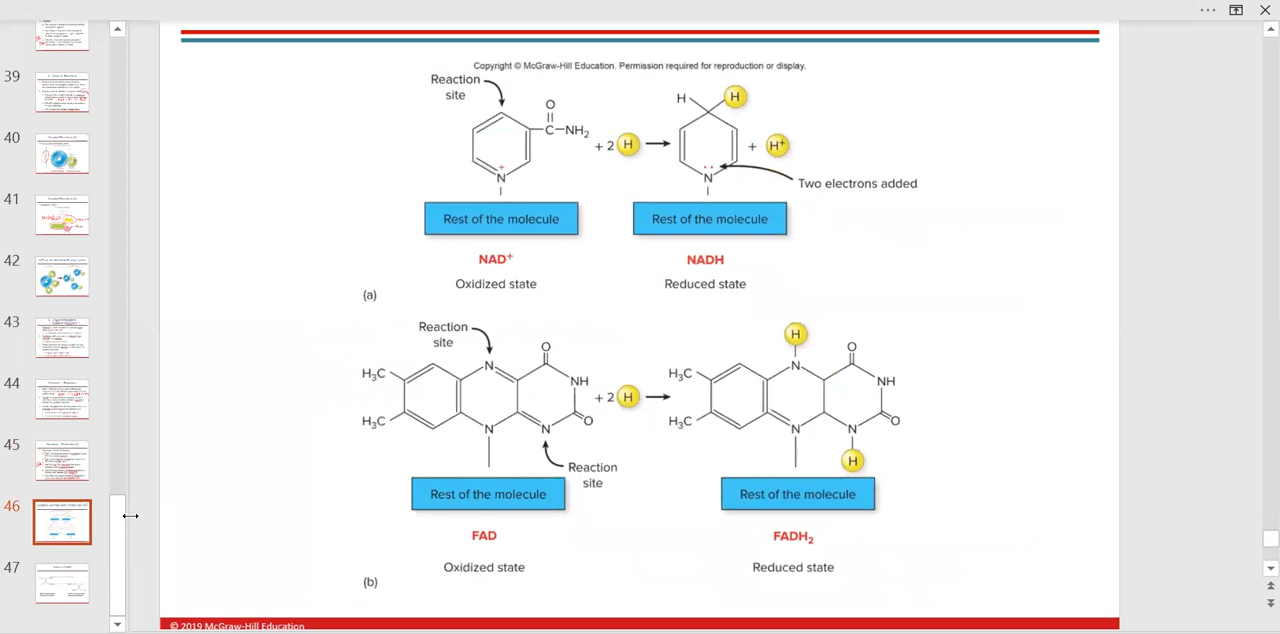 39
40
41
42
43
44
45
46
47
Copyright © McGraw-Hill Education. Permission required for reproduction or display.
Reaction
site
O
C–NH₂
+ 2 H
+
N
H H
+ H⁺
N
Two electrons added
Rest of the molecule
Rest of the molecule
NAD⁺
NADH
Oxidized state
Reduced state
(a)
Reaction
site
H₃C
H₃C
N
O
NH
O
N
N
+ 2 H
Reaction
site
H
H₃C
H₃C
N
O
NH
O
N
N
H
Rest of the molecule
Rest of the molecule
FAD
FADH₂
Oxidized state
Reduced state
(b)
© 2019 McGraw-Hill Education